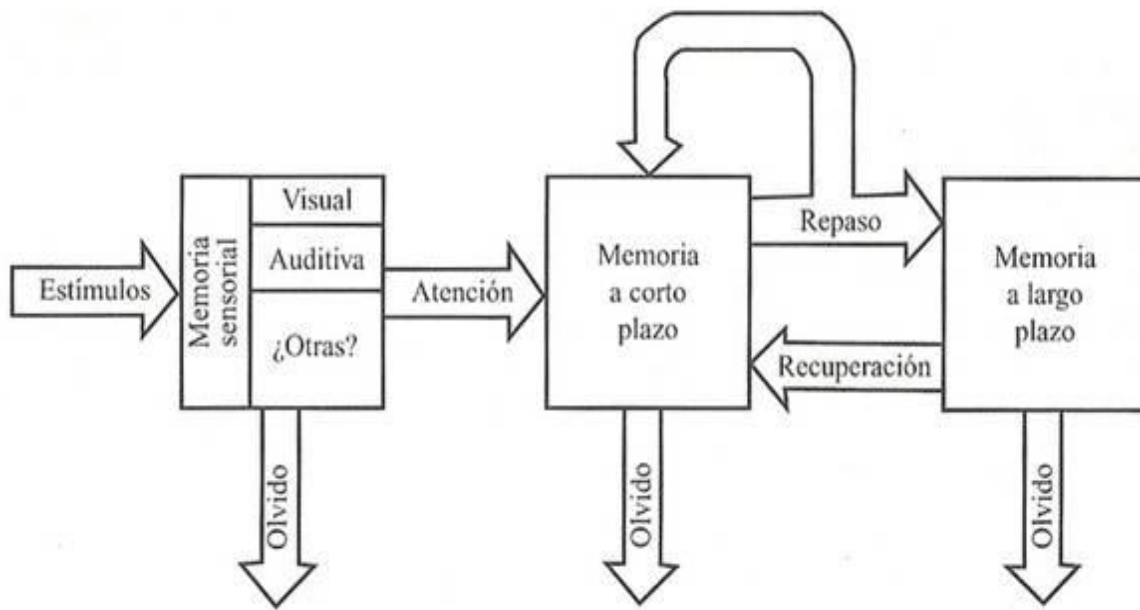 Estímulos
Memoria
sensorial
Visual
Auditiva
¿Otras?
Atención
Memoria
a corto
plazo
Repaso
Recuperación
Memoria
a largo
plazo
Olvido
Olvido
Olvido